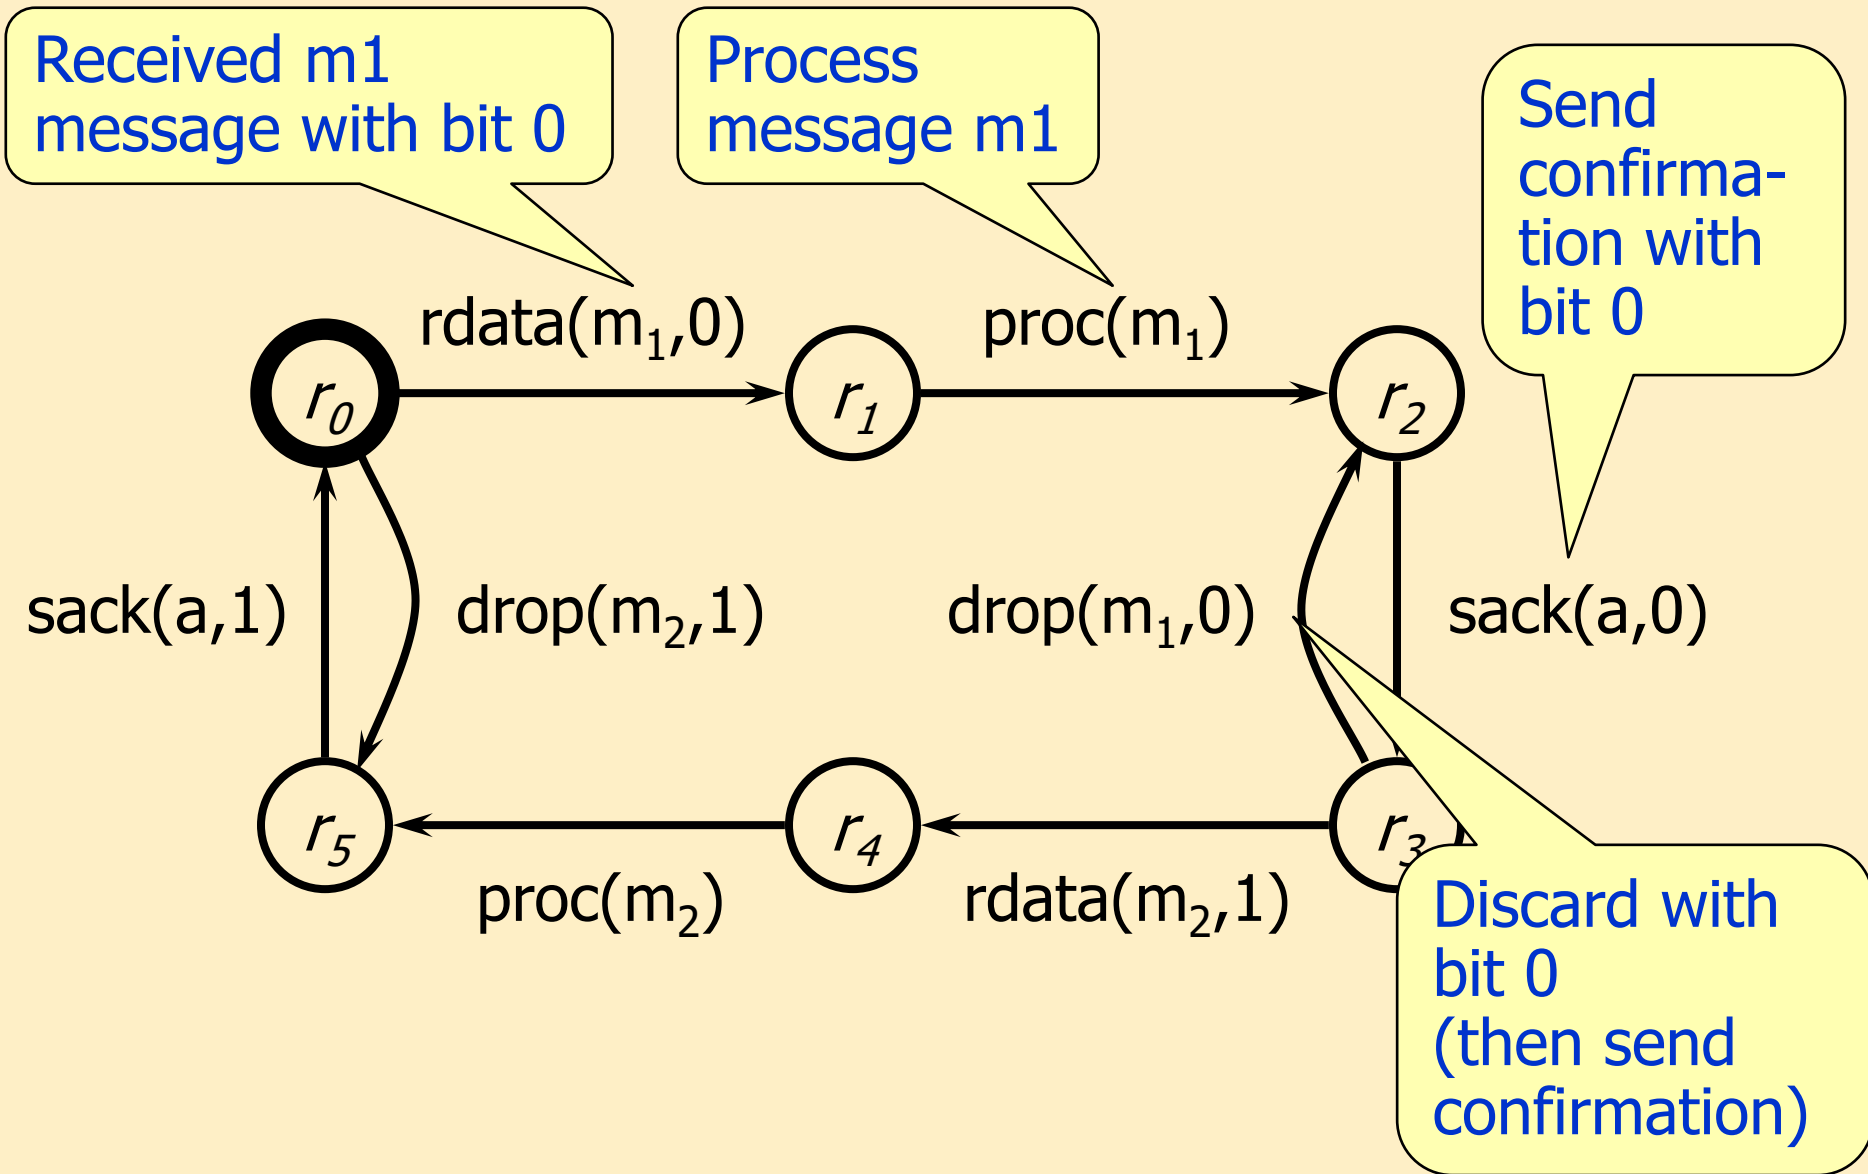 Received m1
message with bit 0
Process
message m1
Send
confirma-
tion with
bit 0
rdata(m₁,0)
proc(m₁)
r₀
r₁
r₂
sack(a,1)
drop(m₂,1)
drop(m₁,0)
sack(a,0)
r₅
r₄
r₃
proc(m₂)
rdata(m₂,1)
Discard with
bit 0
(then send
confirmation)